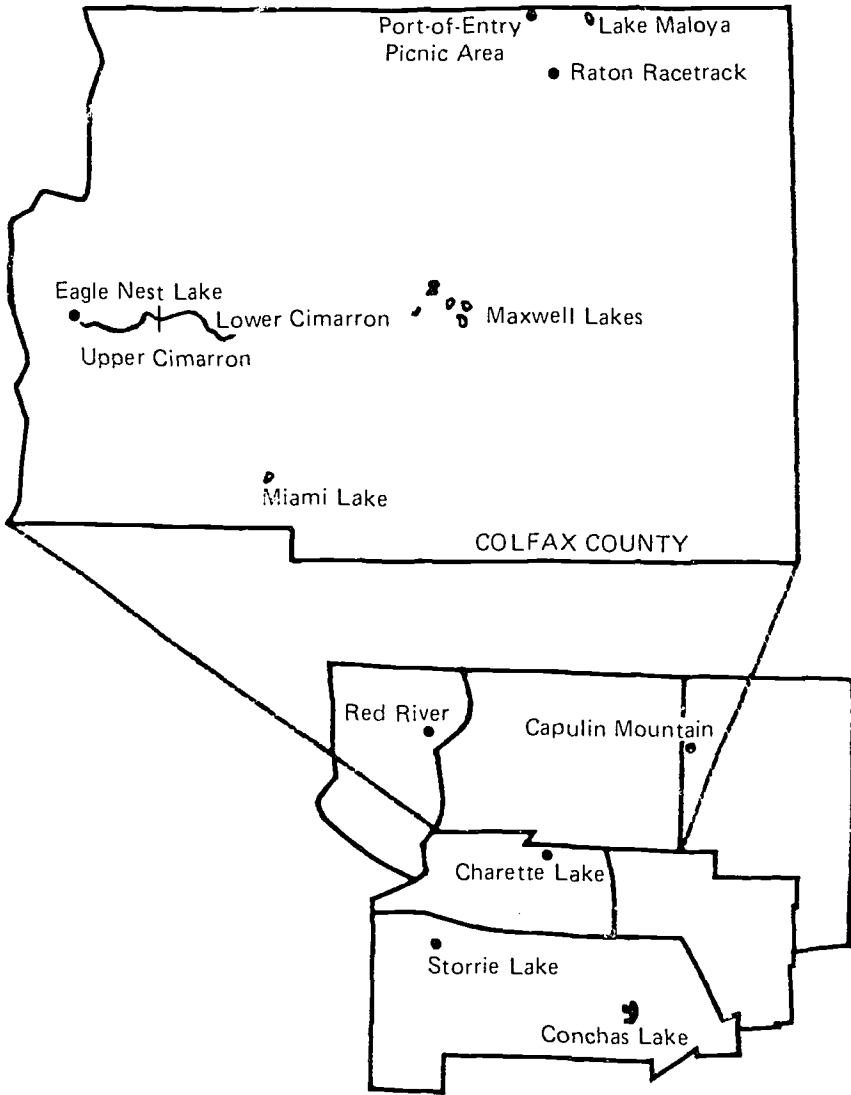 Port-of-Entry
Picnic Area
Lake Maloya
Raton Racetrack
Eagle Nest Lake
Lower Cimarron
Maxwell Lakes
Upper Cimarron
Miami Lake
COLFAX COUNTY
Red River
Capulin Mountain
Charette Lake
Storrie Lake
Conchas Lake